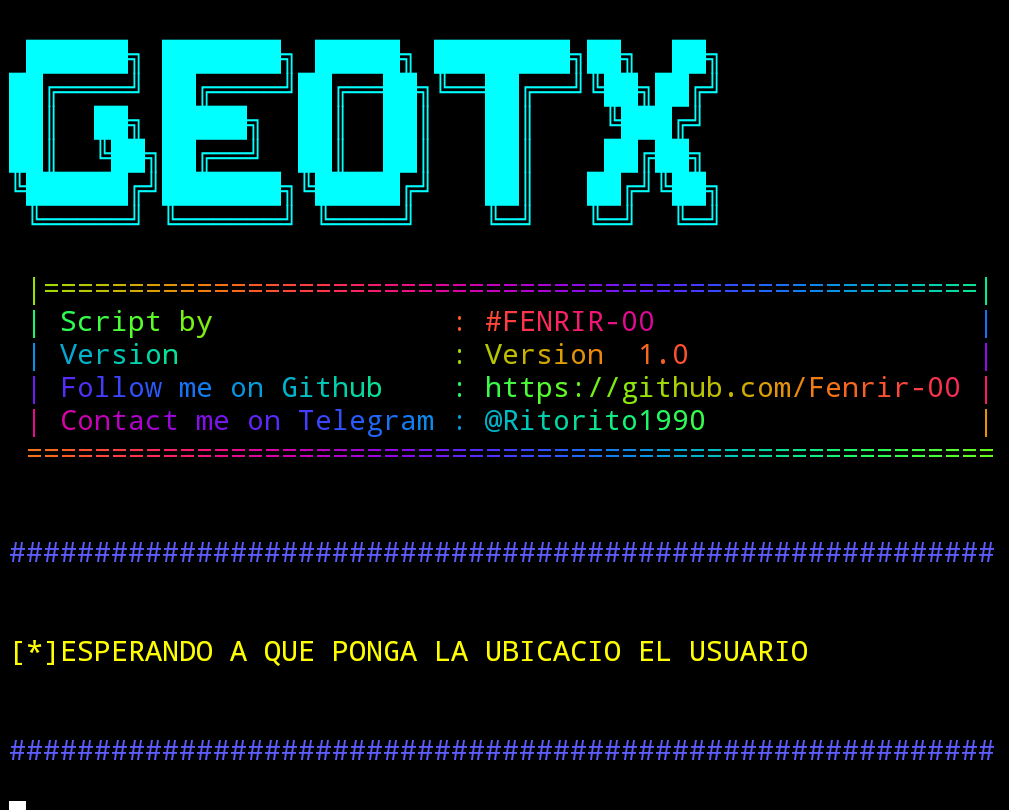 GEOTX
|=======================================================|
| Script by : #FENRIR-00 |
| Version : Version 1.0 |
| Follow me on Github : https://github.com/Fenrir-00 |
| Contact me on Telegram : @Ritorito1990 |
=========================================================
##########################################################
[*]ESPERANDO A QUE PONGA LA UBICACIO EL USUARIO
##########################################################